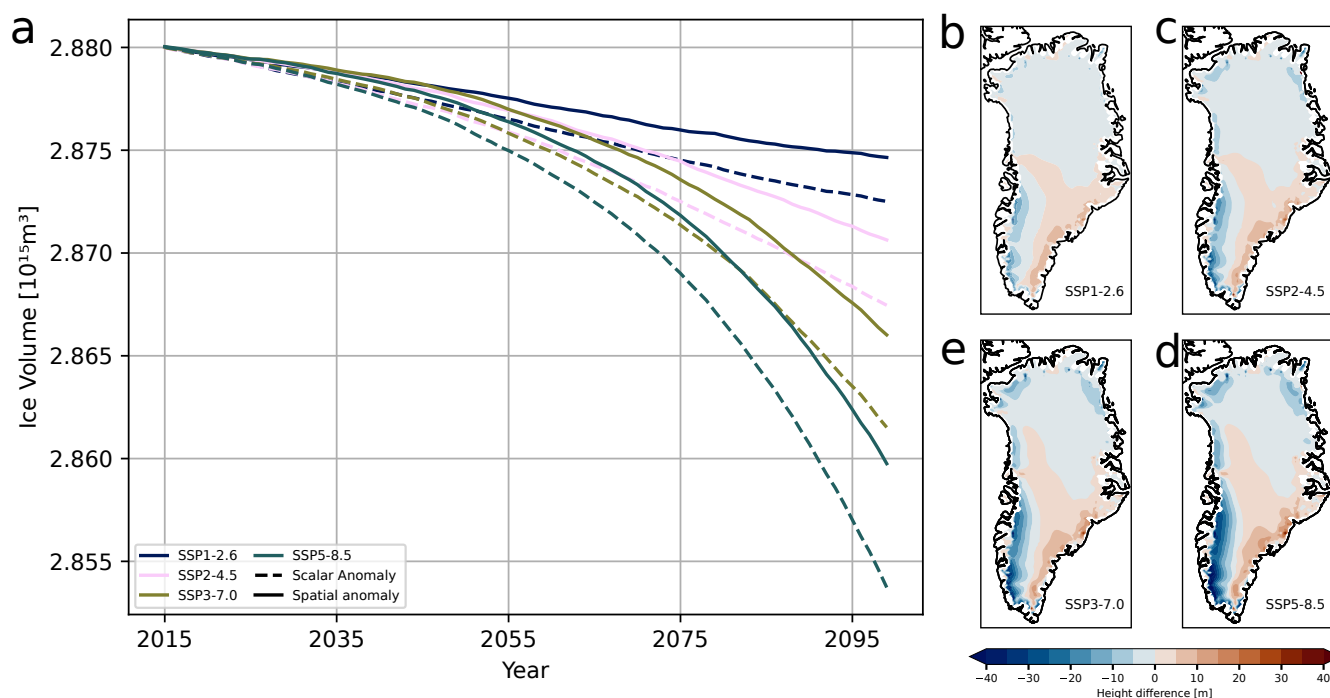 a
2.880
2.875
2.870
2.865
2.860
2.855
Ice Volume [10¹⁵m³]
2015 2035 2055 2075 2095
Year
SSP1-2.6
SSP2-4.5
SSP3-7.0
SSP5-8.5
Scalar Anomaly
Spatial anomaly
b
SSP1-2.6
c
SSP2-4.5
e
SSP3-7.0
d
SSP5-8.5
−40 −30 −20 −10 0 10 20 30 40
Height difference [m]